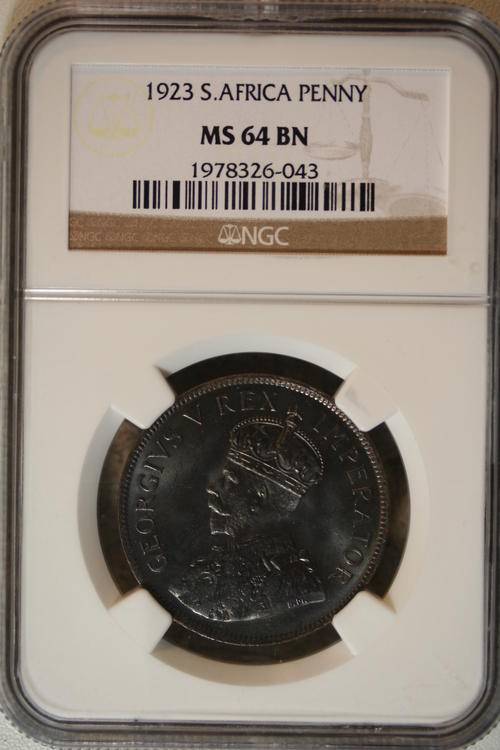 1923 S.AFRICA PENNY
MS 64 BN
1978326-043
NGC
GEORGIVS V REX IMPERATOR